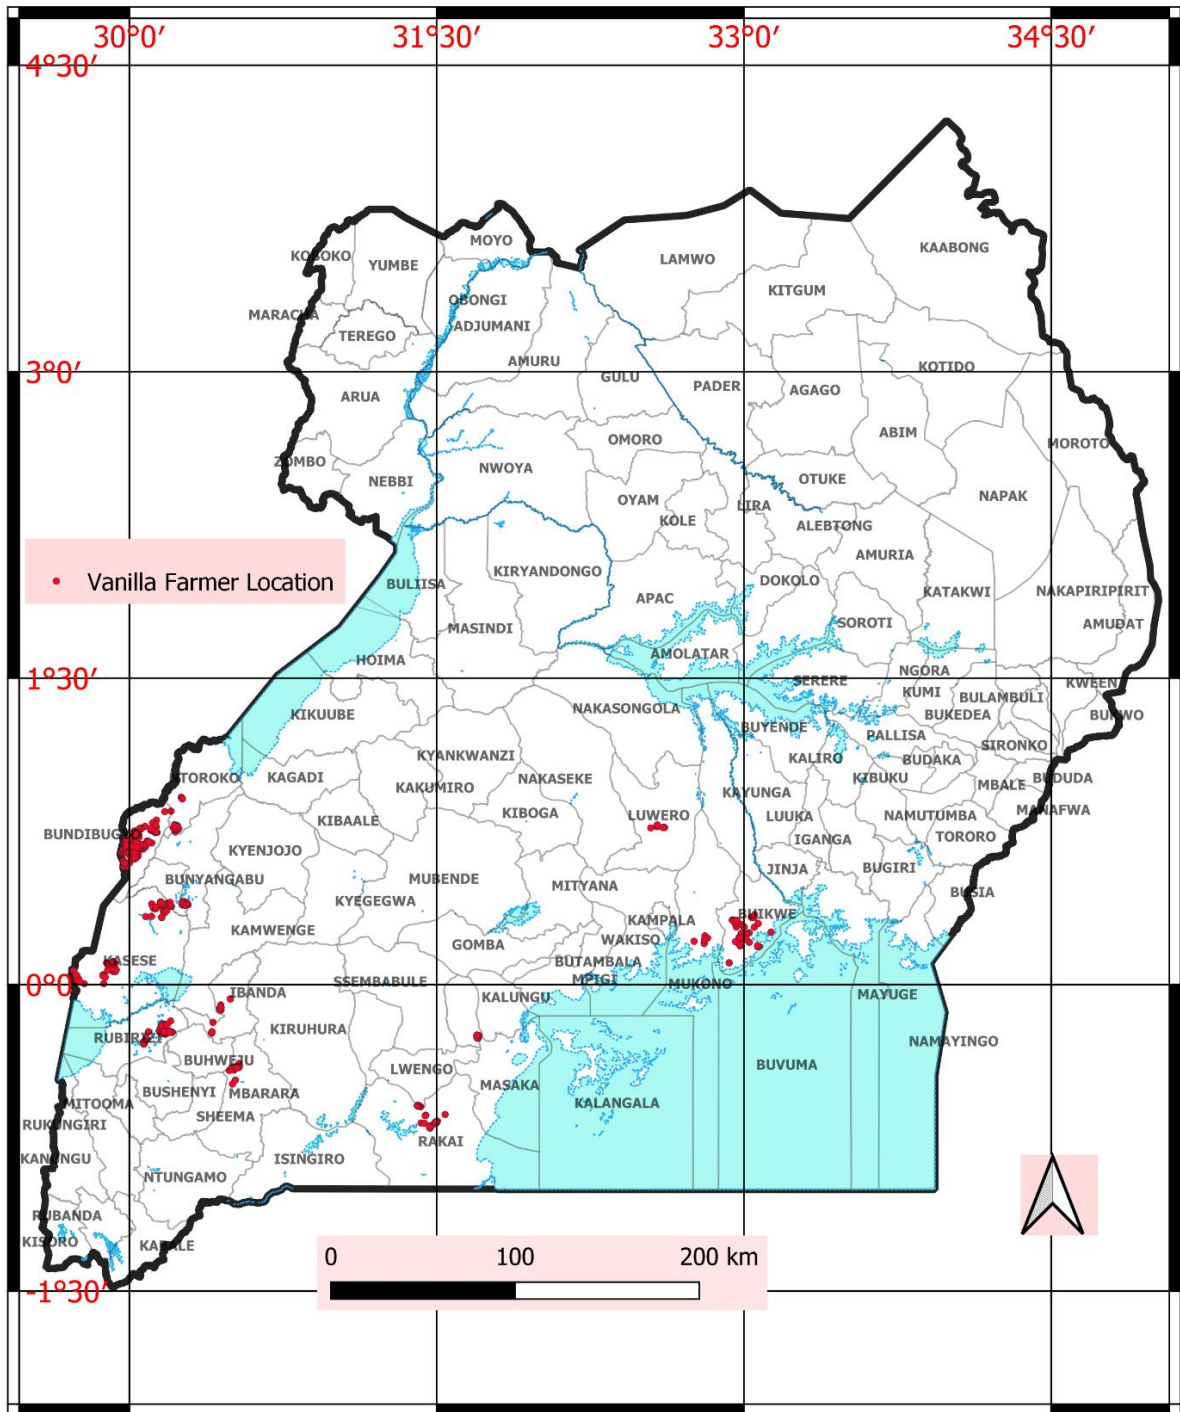 30°0′ 31°30′ 33°0′ 34°30′
4°30′
KAABONG
MOYO
KOBOKO YUMBE LAMWO
KITGUM
OBONGI
MARACHA ADJUMANI
TEREGO
AMURU KOTIDO
3°0′
GULU PADER AGAGO
ARUA
ABIM
OMORO MOROTO
ZOMBO NWOYA
NEBBI OTUKE NAPAK
OYAM LIRA
KOLE ALEBTONG
AMURIA
Vanilla Farmer Location
BULIISA KIRYANDONGO DOKOLO KATAKWI NAKAPIRIPIRIT
APAC
MASINDI SOROTI AMUDAT
HOIMA AMOLATAR
1°30′
SERERE NGORA KWEEN
KUMI BULAMBULI
KIKUUBE NAKASONGOLA BUKEDEA BUKWO
BUYENDE PALLISA
KYANKWANZI KALIRO BUDAKA SIRONKO
NTOROKO KAGADI NAKASEKE KIBUKU BUDUDA
KAKUMIRO KAYUNGA MBALE
KIBOGA LUWERO LUUKA NAMUTUMBA MANAFWA
BUNDIBUGYO KIBAALE IGANGA TORORO
KYENJOJO
BUNYANGABU MUBENDE MITYANA JINJA BUGIRI
KYEGEGWA BUSIA
KAMPALA BUIKWE
KAMWENGE GOMBA WAKISO
KASESE BUTAMBALA
0°0′
SSEMBABULE MPIGI MUKONO
IBANDA KALUNGU MAYUGE
KIRUHURA
RUBIRIZI NAMAYINGO
BUHWEJU LWENGO BUVUMA
BUSHENYI MBARARA MASAKA
MITOOMA KALANGALA
RUKUNGIRI SHEEMA
RAKAI
KANUNGU ISINGIRO
NTUNGAMO
RUBANDA
KISORO KABALE
0 100 200 km
-1°30′